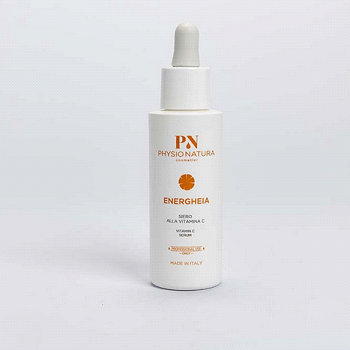 PN
PHYSIO NATURA
cosmetics
ENERGHEIA
SIERO
ALLA VITAMINA C
VITAMIN C
SERUM
PROFESSIONAL USE
ONLY
MADE IN ITALY